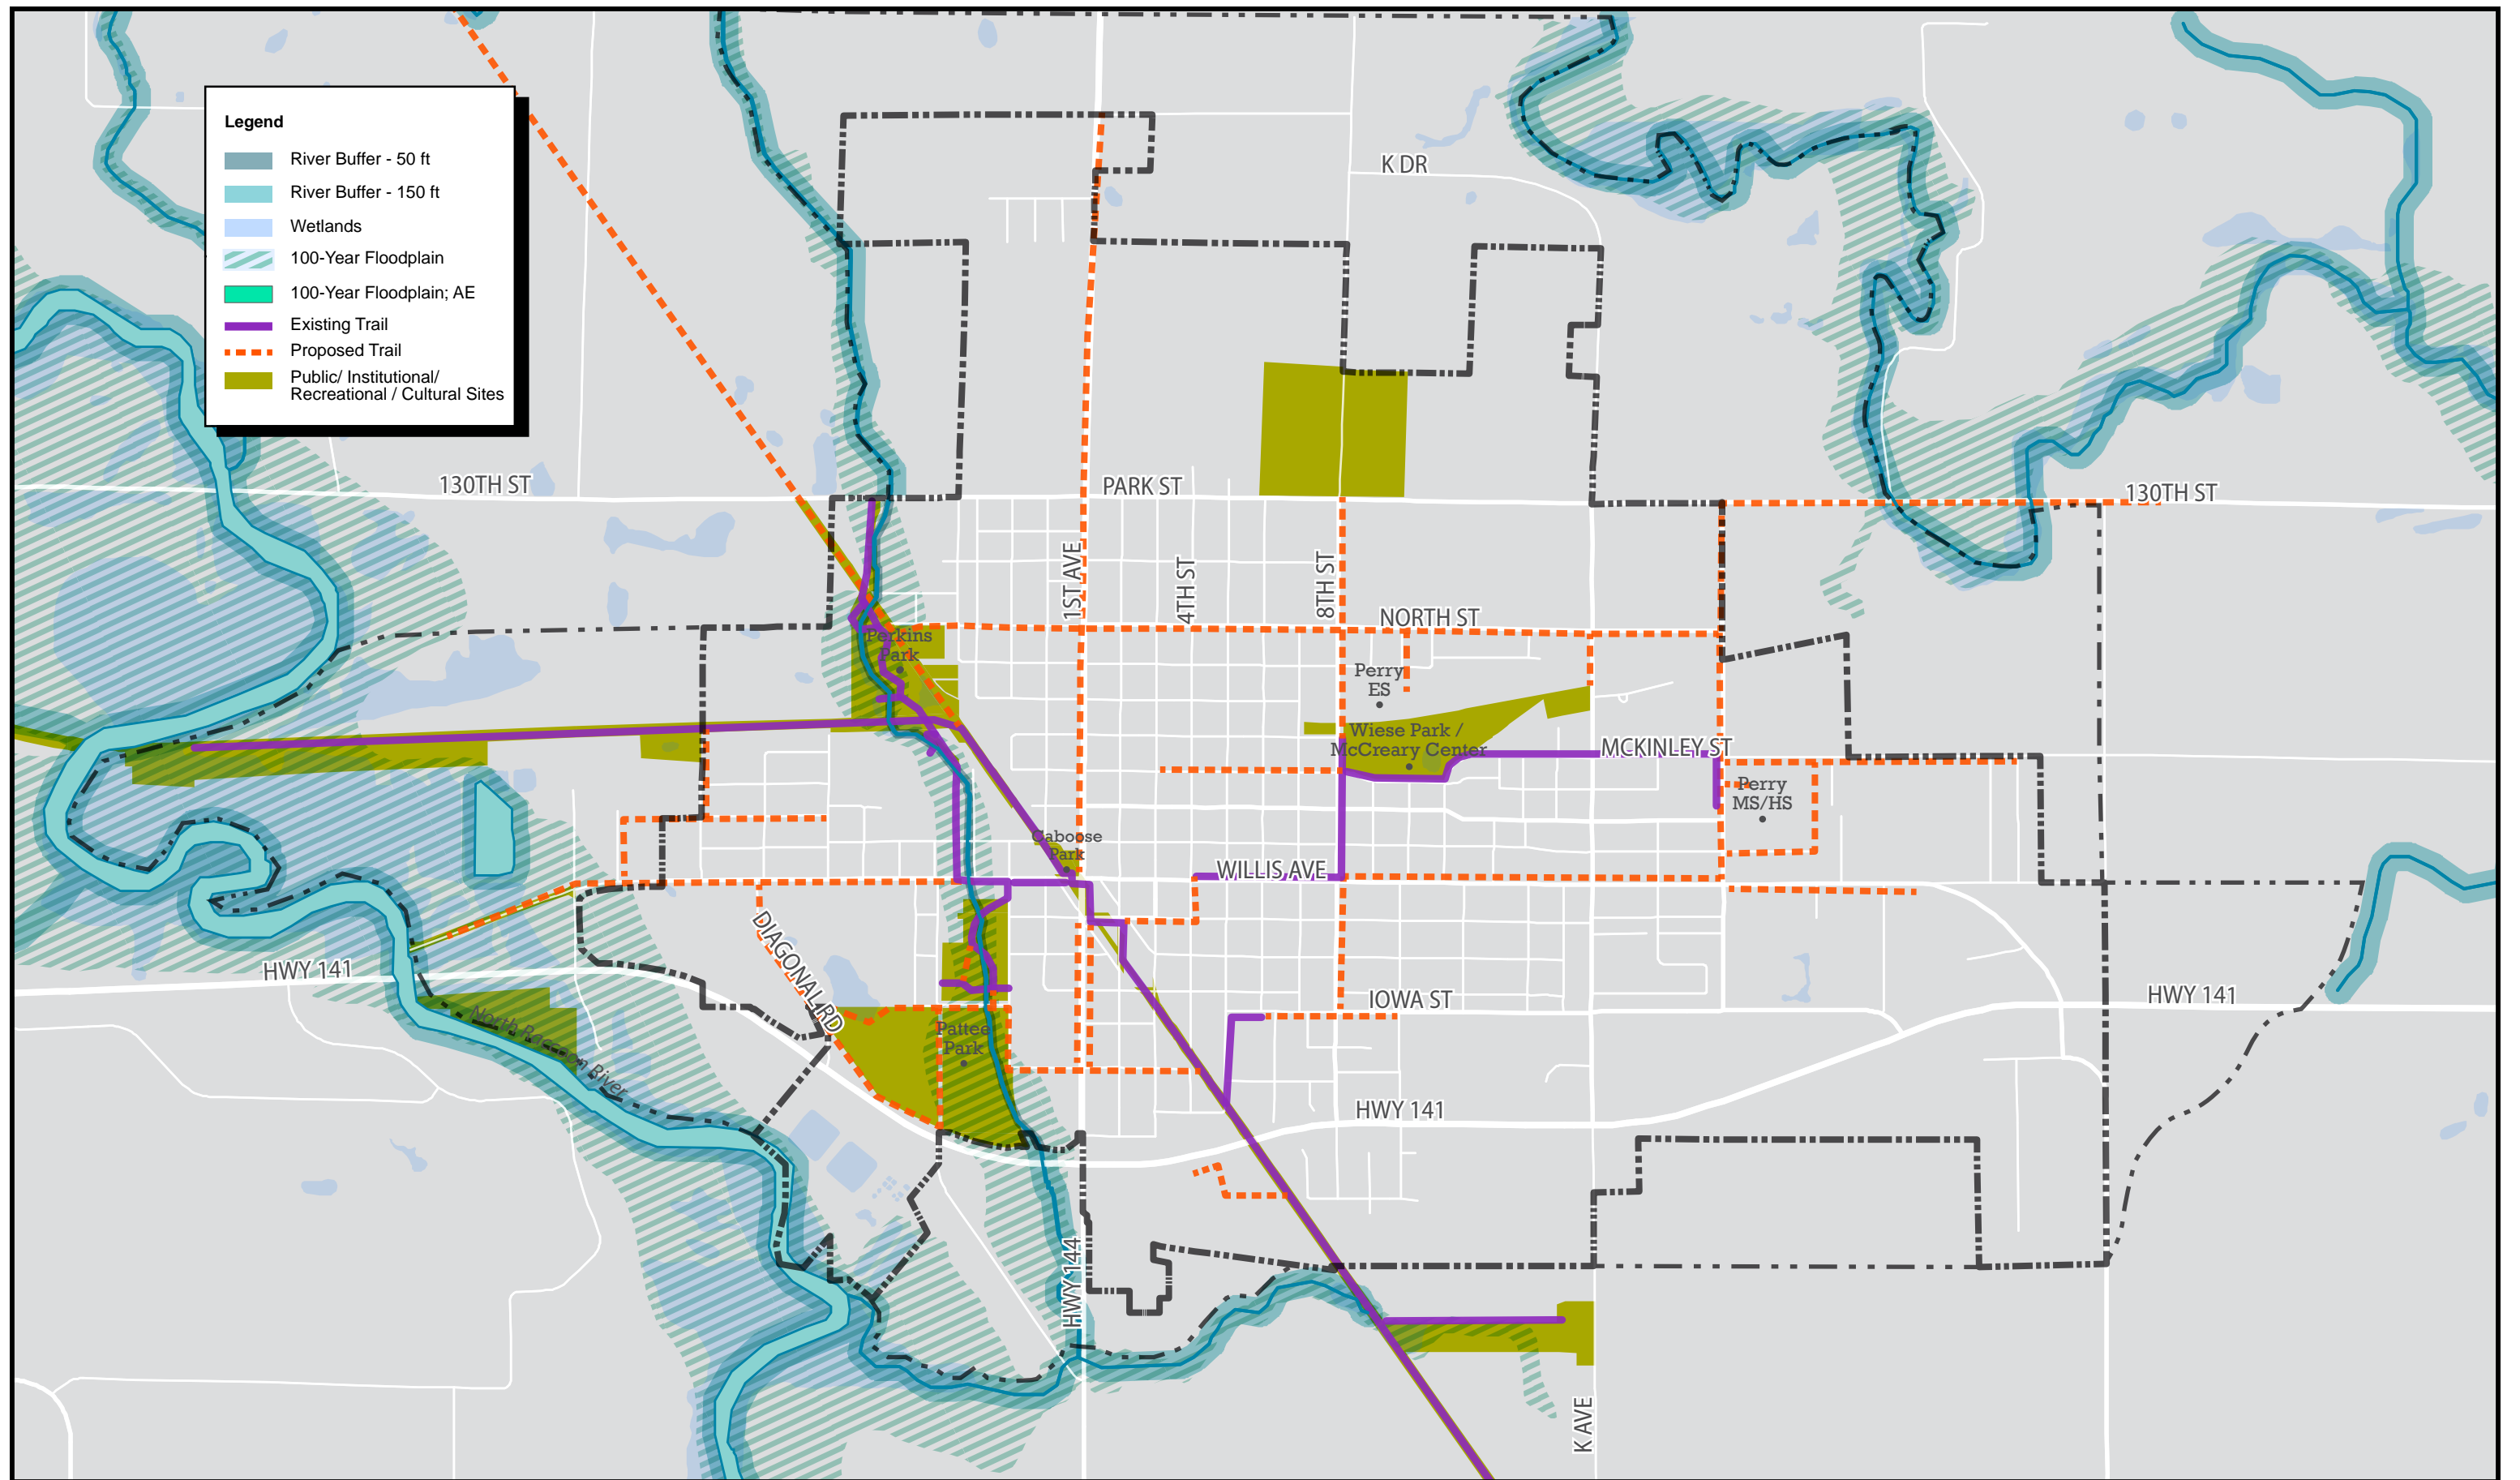 Legend
River Buffer - 50 ft
River Buffer - 150 ft
Wetlands
100-Year Floodplain
100-Year Floodplain; AE
Existing Trail
Proposed Trail
Public/ Institutional/
Recreational / Cultural Sites
K DR
130TH ST
PARK ST
130TH ST
1ST AVE
4TH ST
8TH ST
NORTH ST
Perkins
Park
Perry
ES
Wiese Park /
McCreary Center
MCKINLEY ST
Perry
MS/HS
Caboose
Park
WILLIS AVE
DIAGONAL RD
HWY 141
North Raccoon River
IOWA ST
HWY 141
Pattee
Park
HWY 141
HWY 144
K AVE